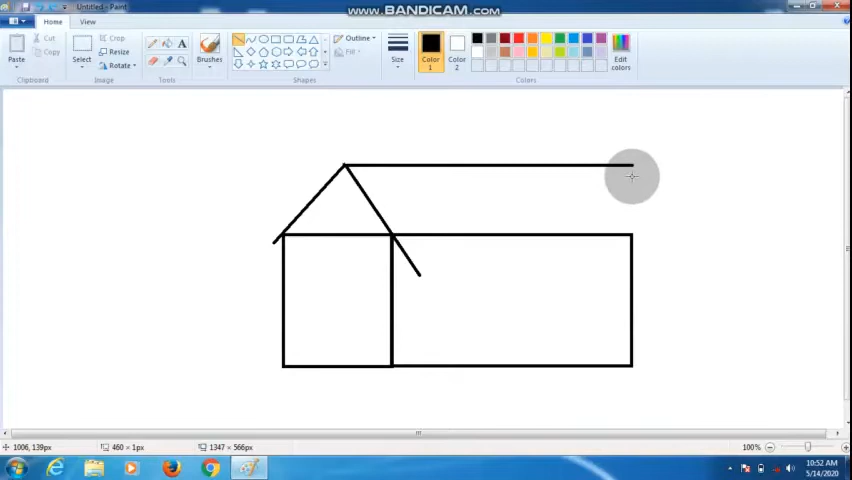 Untitled - Paint
WWW.BANDICAM.COM
Home View
Paste
Cut
Copy
Clipboard
Select
Crop
Resize
Rotate
Image
Tools
Brushes
Outline
Fill
Shapes
Size
Color 1
Color 2
Edit colors
Colors
1006, 139px
460 × 1px
1347 × 566px
100%
10:52 AM
5/14/2020